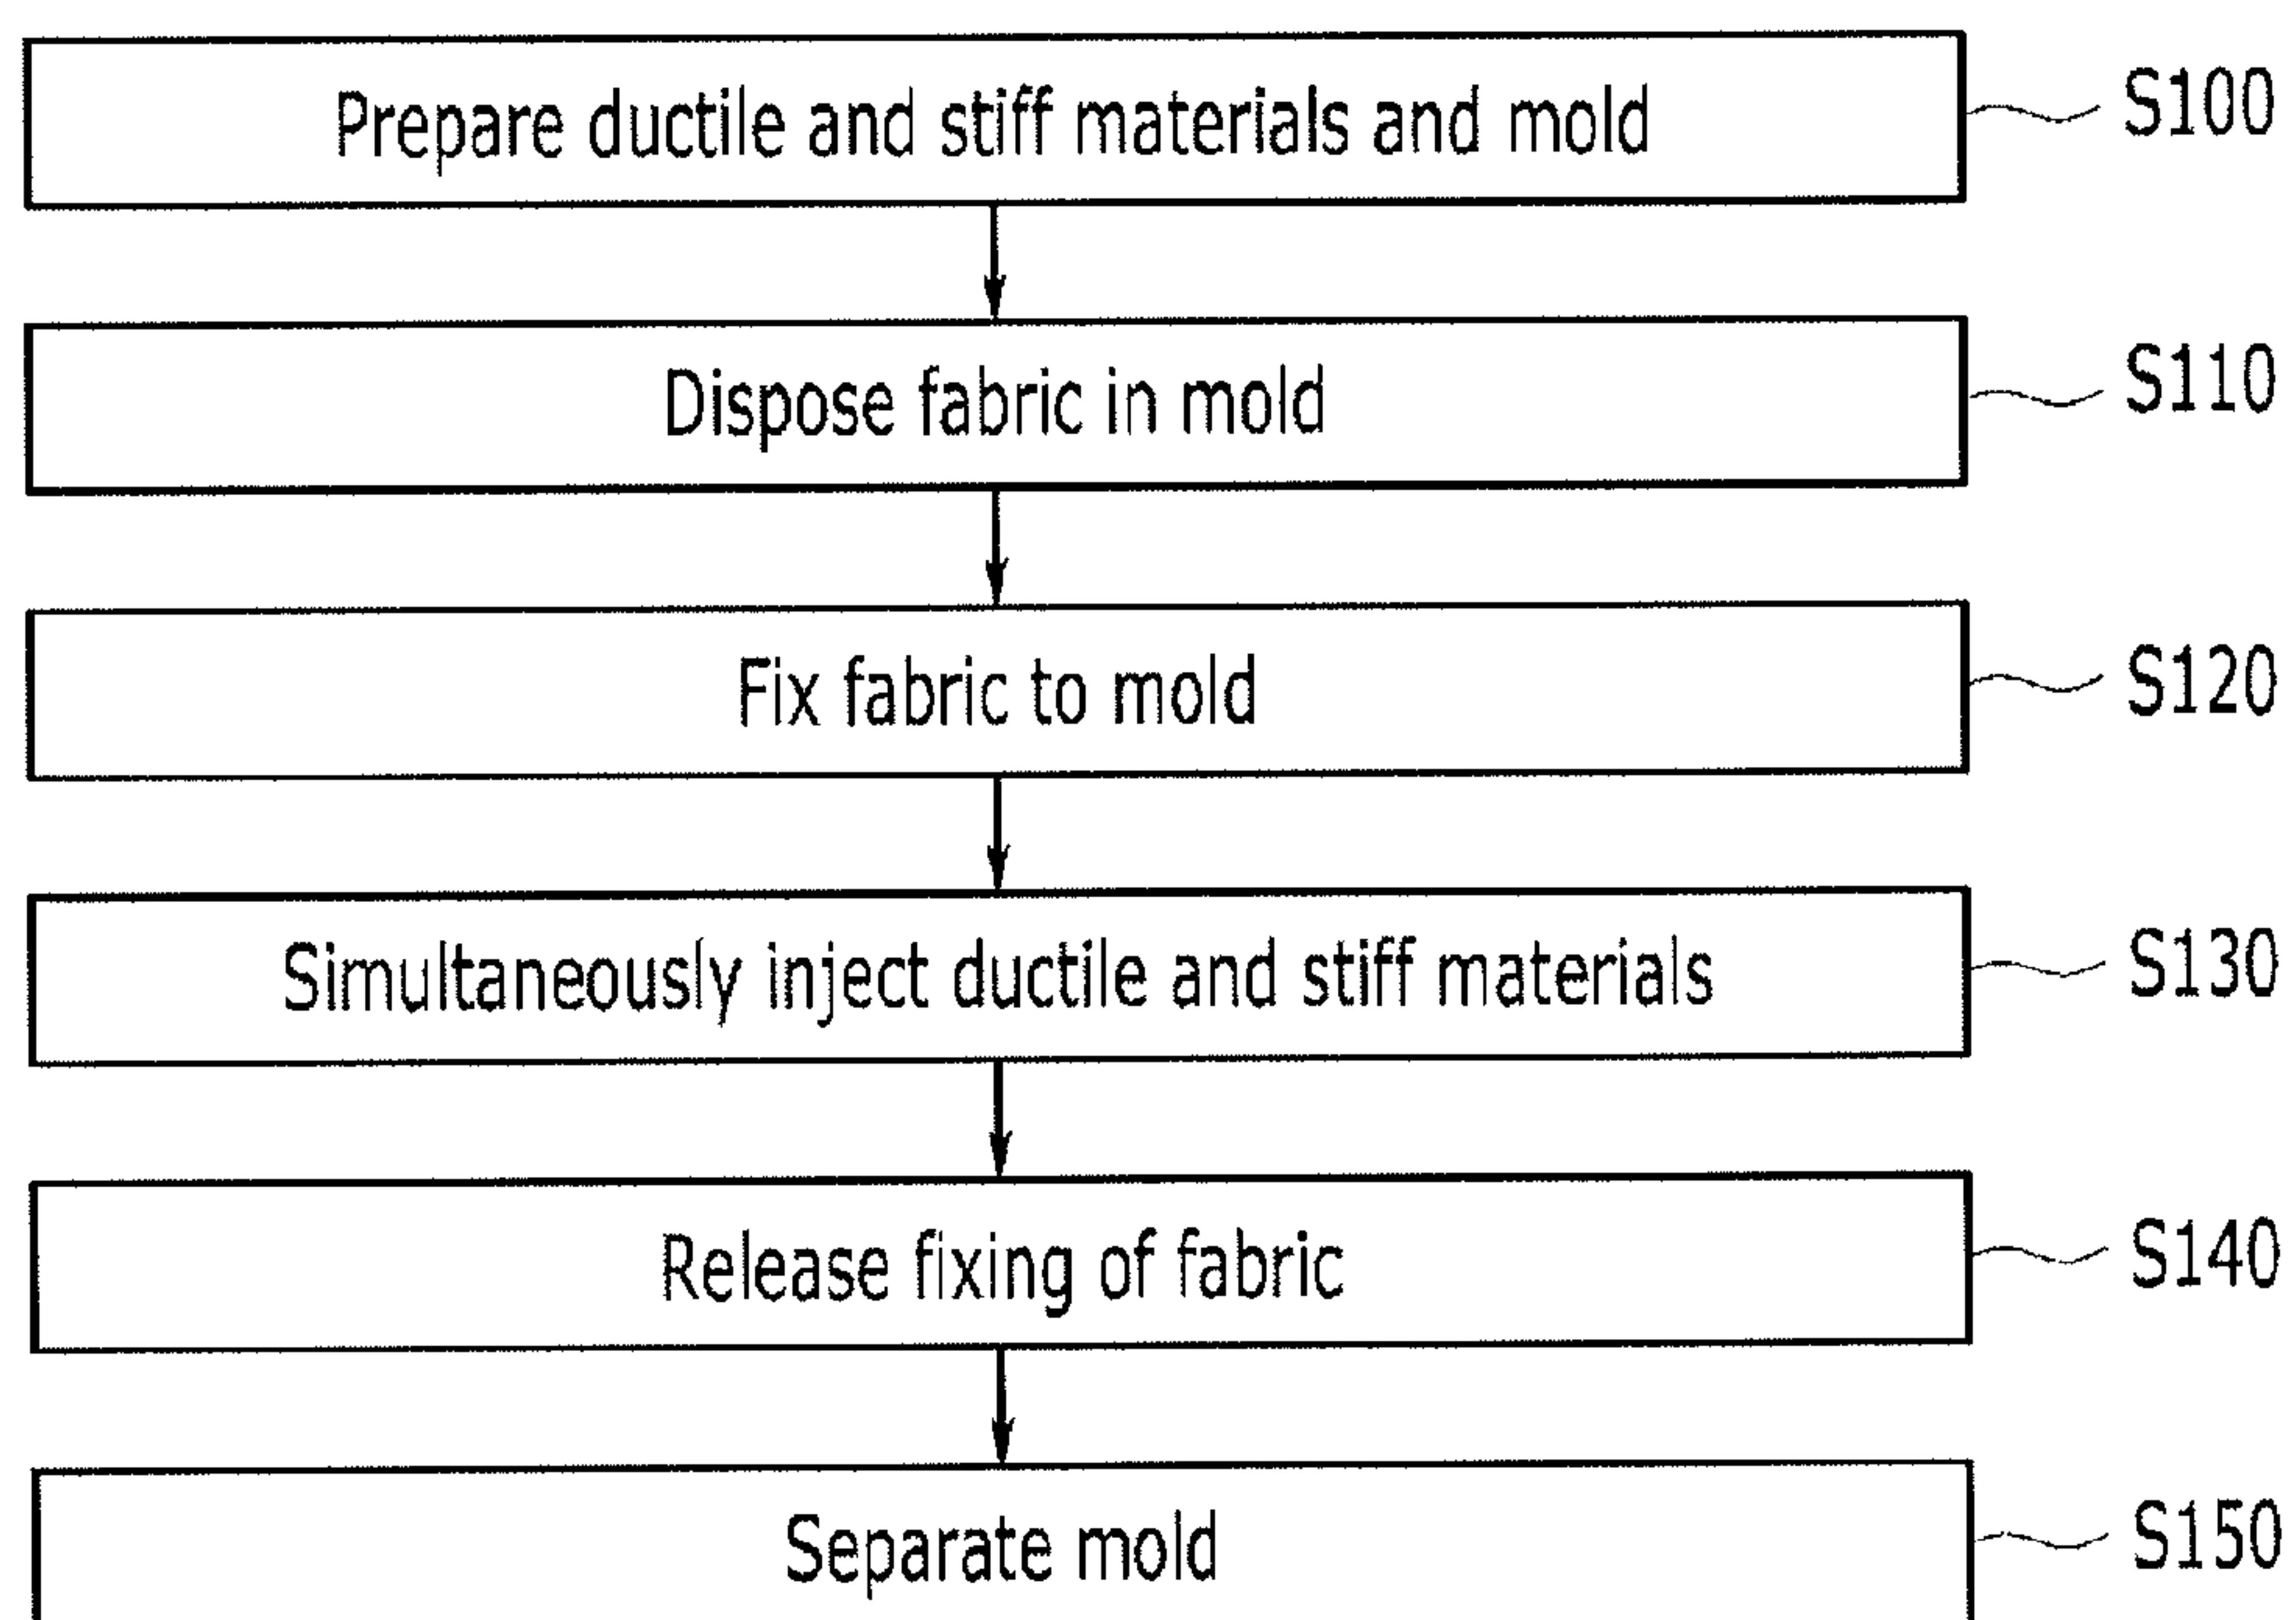 Prepare ductile and stiff materials and mold S100
Dispose fabric in mold S110
Fix fabric to mold S120
Simultaneously inject ductile and stiff materials S130
Release fixing of fabric S140
Separate mold S150